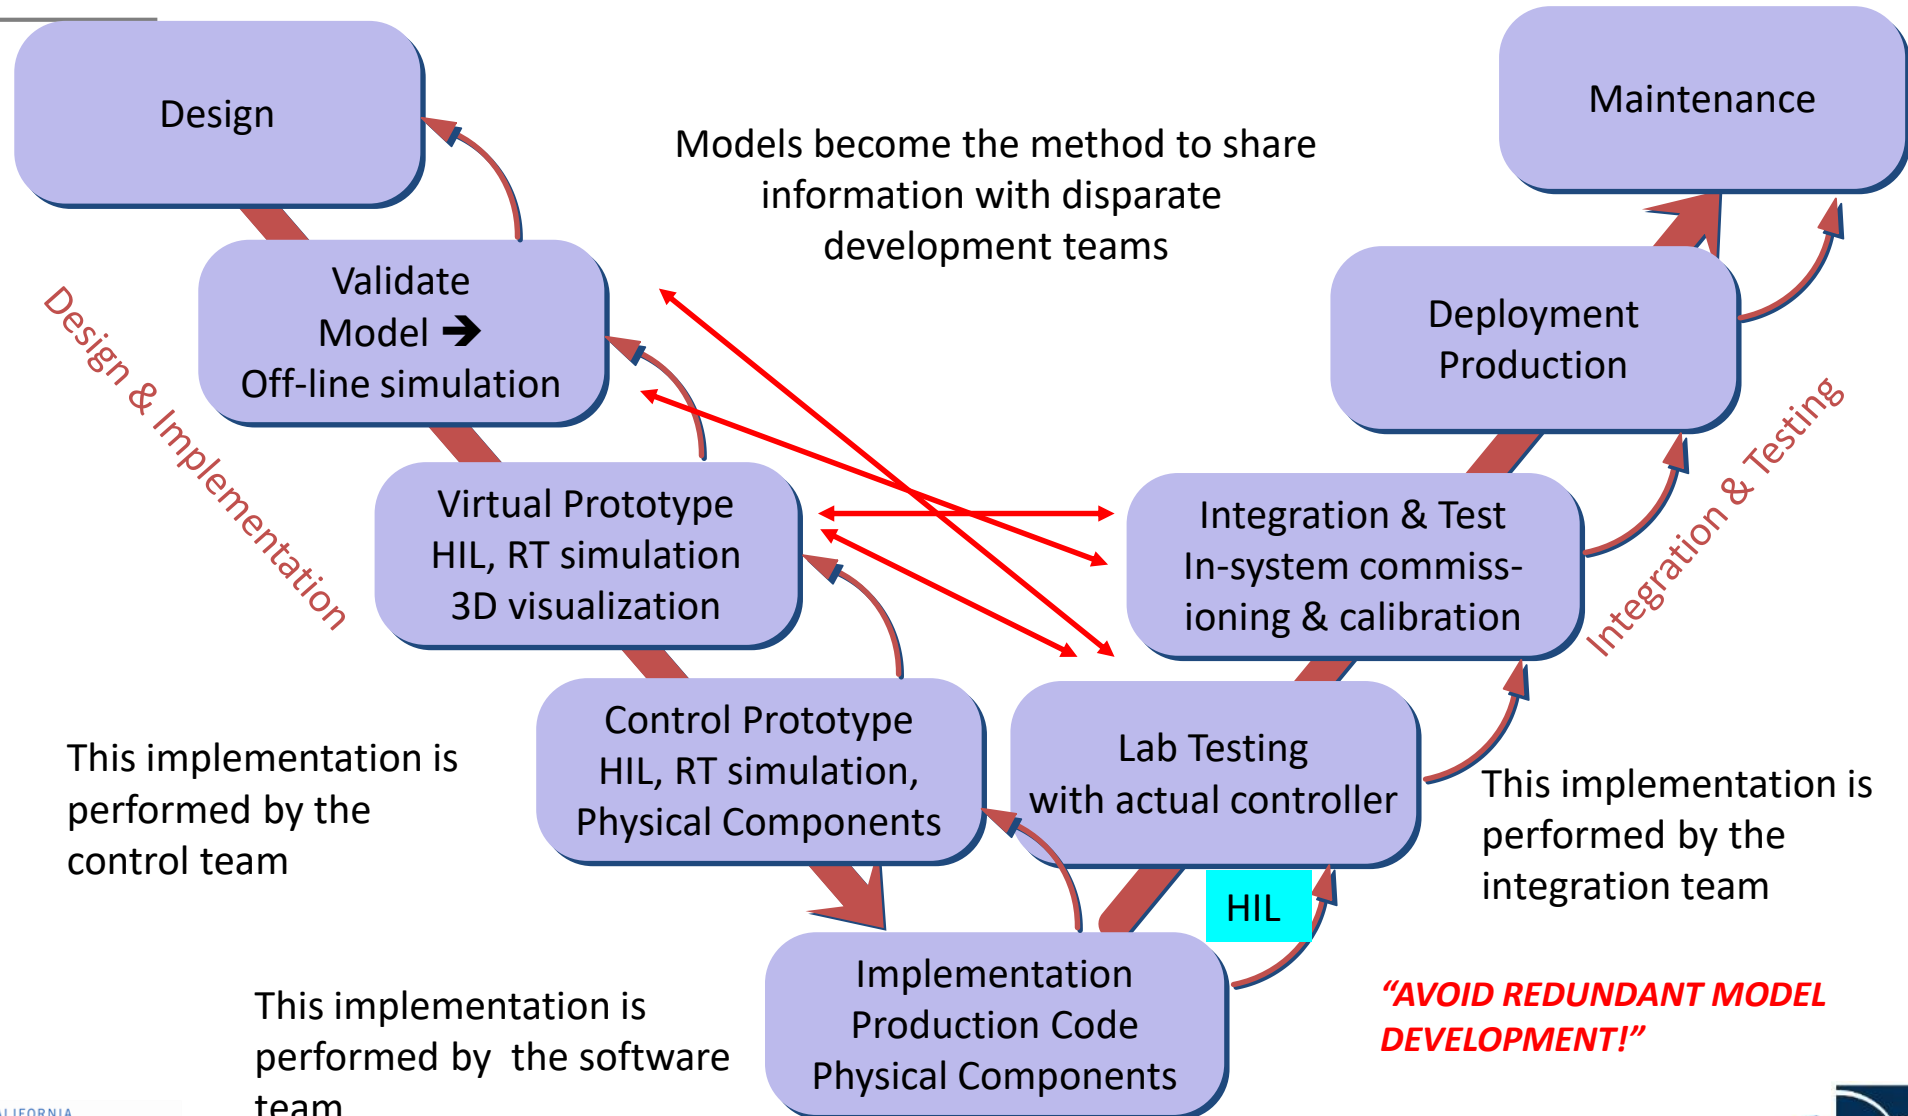 Design
Maintenance
Models become the method to share
information with disparate
development teams
Validate
Model ➔
Off-line simulation
Deployment
Production
Design & Implementation
Integration & Testing
Virtual Prototype
HIL, RT simulation
3D visualization
Integration & Test
In-system commiss-
ioning & calibration
Control Prototype
HIL, RT simulation,
Physical Components
Lab Testing
with actual controller
This implementation is
performed by the
control team
This implementation is
performed by the
integration team
HIL
Implementation
Production Code
Physical Components
“AVOID REDUNDANT MODEL
DEVELOPMENT!”
This implementation is
performed by the software
team